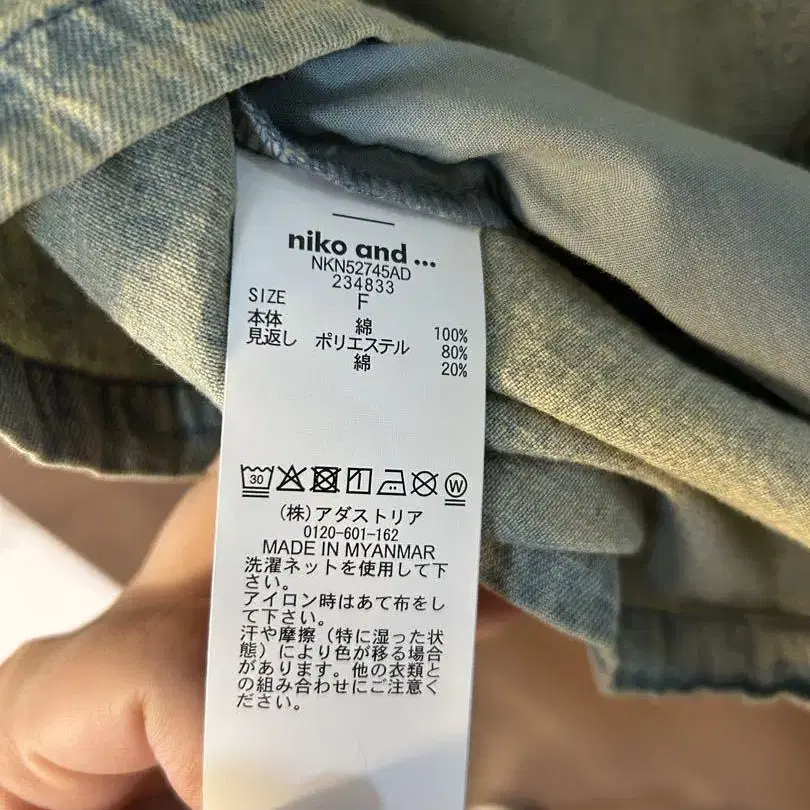 niko and ...
NKN52745AD
234833
SIZE F
本体 綿 100%
見返し ポリエステル 80%
綿 20%
30 W
(株)アダストリア
0120-601-162
MADE IN MYANMAR
洗濯ネットを使用して下
さい。
アイロン時はあて布をし
て下さい。
汗や摩擦(特に湿った状
態)により色が移る場合
があります。他の衣類と
の組み合わせにご注意く
ださい。